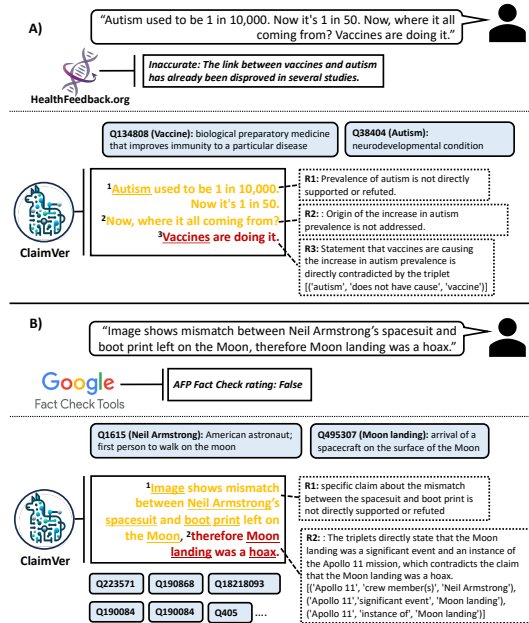 A)
“Autism used to be 1 in 10,000. Now it's 1 in 50. Now, where it all
coming from? Vaccines are doing it.”
HealthFeedback.org
Inaccurate: The link between vaccines and autism
has already been disproved in several studies.
Q134808 (Vaccine): biological preparatory medicine
that improves immunity to a particular disease
Q38404 (Autism):
neurodevelopmental condition
ClaimVer
1Autism used to be 1 in 10,000.
Now it's 1 in 50.
2Now, where it all coming from?
3Vaccines are doing it.
R1: Prevalence of autism is not directly
supported or refuted.
R2: : Origin of the increase in autism
prevalence is not addressed.
R3: Statement that vaccines are causing
the increase in autism prevalence is
directly contradicted by the triplet
[('autism', 'does not have cause', 'vaccine')]
B)
“Image shows mismatch between Neil Armstrong’s spacesuit and
boot print left on the Moon, therefore Moon landing was a hoax.”
Google
Fact Check Tools
AFP Fact Check rating: False
Q1615 (Neil Armstrong): American astronaut;
first person to walk on the moon
Q495307 (Moon landing): arrival of a
spacecraft on the surface of the Moon
ClaimVer
1Image shows mismatch
between Neil Armstrong’s
spacesuit and boot print left on
the Moon, 2therefore Moon
landing was a hoax.
R1: specific claim about the mismatch
between the spacesuit and boot print is
not directly supported or refuted
R2: : The triplets directly state that the Moon
landing was a significant event and an instance of
the Apollo 11 mission, which contradicts the claim
that the Moon landing was a hoax.
[('Apollo 11', 'crew member(s)', 'Neil Armstrong'),
('Apollo 11','significant event', 'Moon landing'),
('Apollo 11', 'instance of', 'Moon landing')]
Q223571
Q190868
Q18218093
Q190084
Q190084
Q405
....